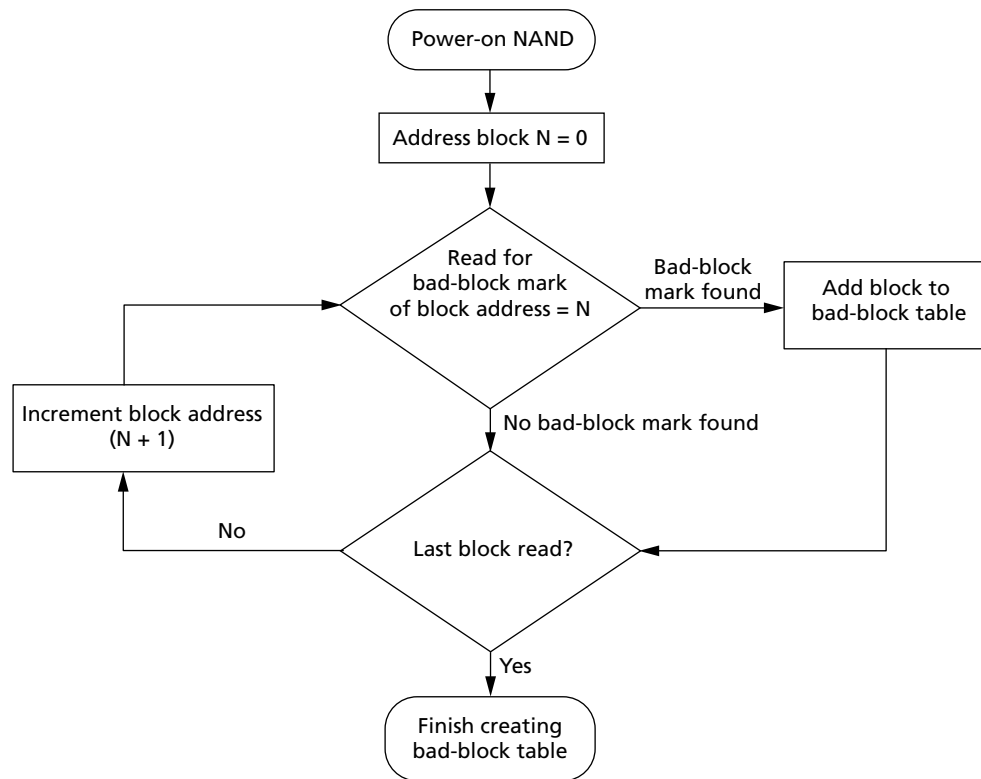 Power-on NAND
Address block N = 0
Read for
bad-block mark
of block address = N
Bad-block
mark found
Add block to
bad-block table
Increment block address
(N + 1)
No bad-block mark found
No
Last block read?
Yes
Finish creating
bad-block table